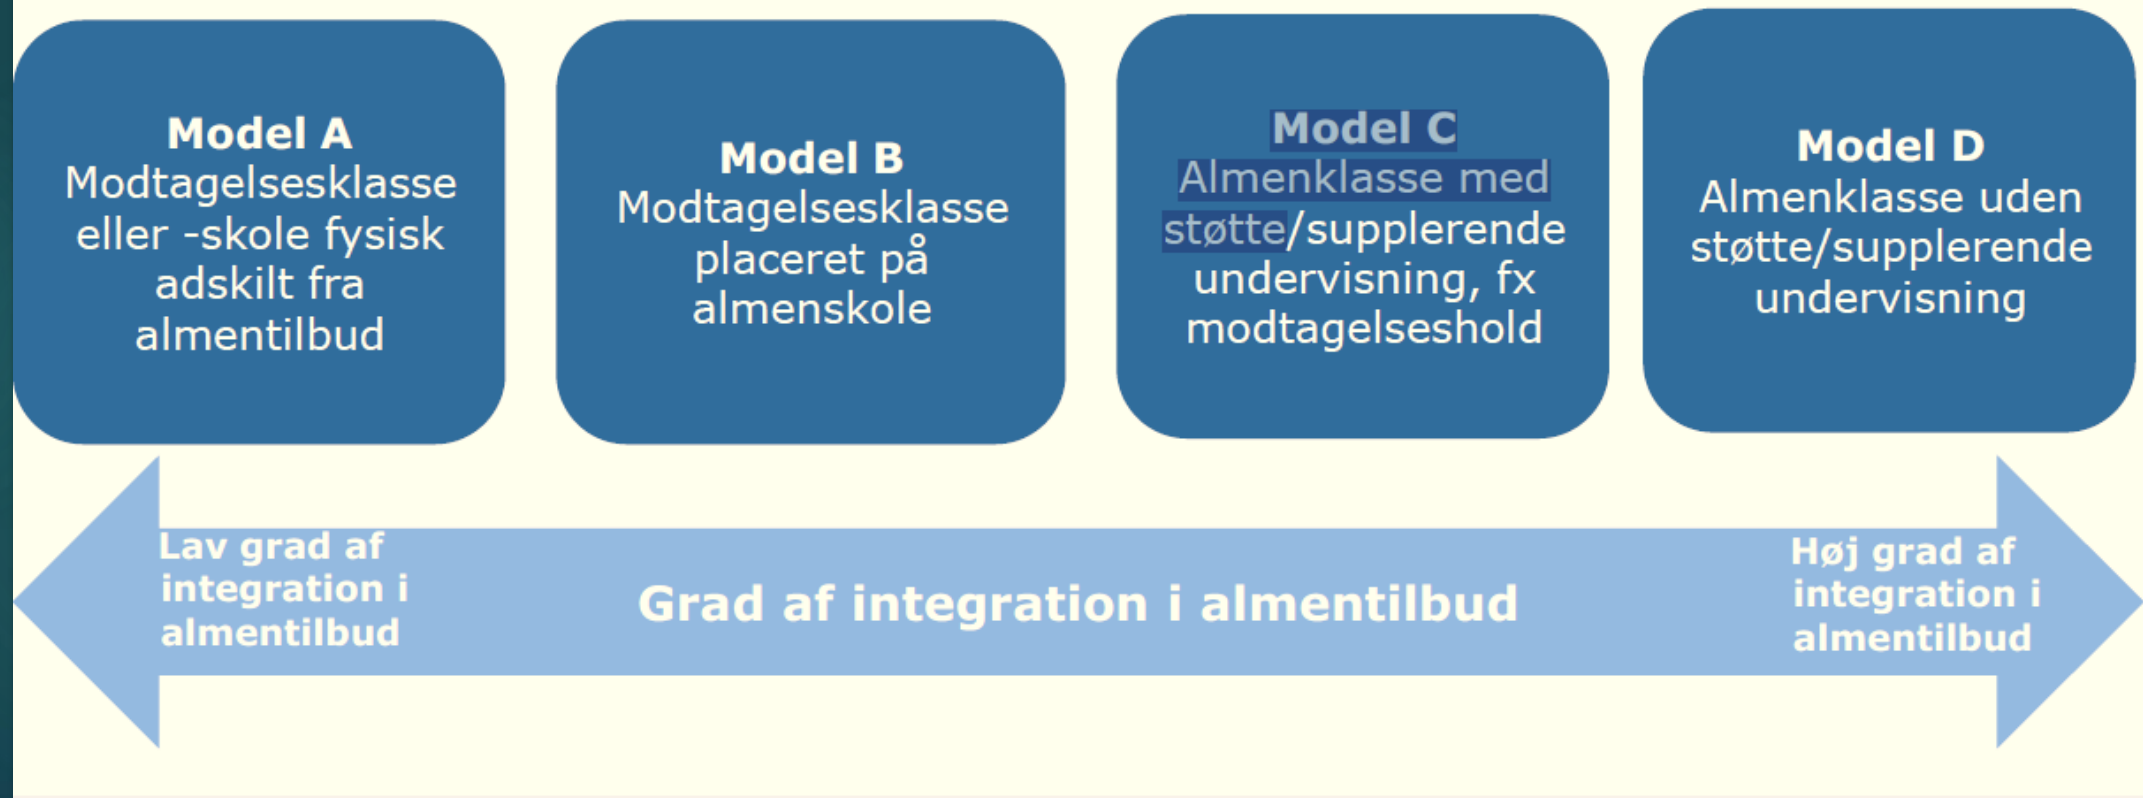 Model A
Modtagelsesklasse
eller -skole fysisk
adskilt fra
almentilbud
Model B
Modtagelsesklasse
placeret på
almenskole
Model C
Almenklasse med
støtte/supplerende
undervisning, fx
modtagelseshold
Model D
Almenklasse uden
støtte/supplerende
undervisning
Lav grad af
integration i
almentilbud
Grad af integration i almentilbud
Høj grad af
integration i
almentilbud